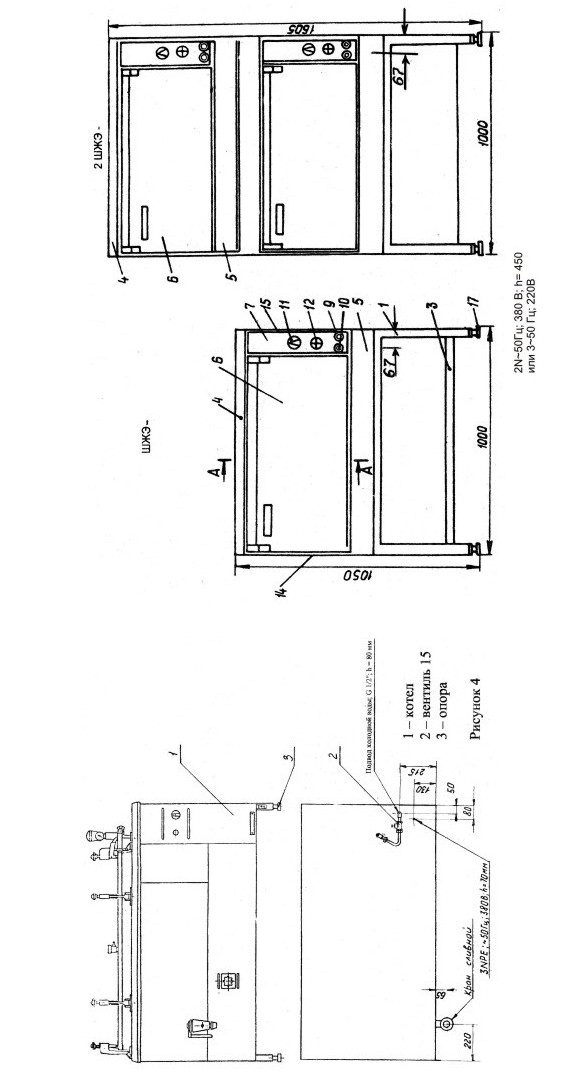 2 ШЖЭ -
1605
67
1000
4
6
5
ШЖЭ-
4
6
7
15
11
12
9
10
5
1
3
17
А
А
67
1000
1050
14
2N~50Гц; 380 В; h= 450
или 3~50 Гц; 220В
1
3
2
Подвод холодной воды; G 1/2"; h = 80 мм
215
130
50
80
3NPE; ~50Гц; 380В; h=70мм
Кран сливной
65
220
1 – котел
2 – вентиль 15
3 – опора
Рисунок 4